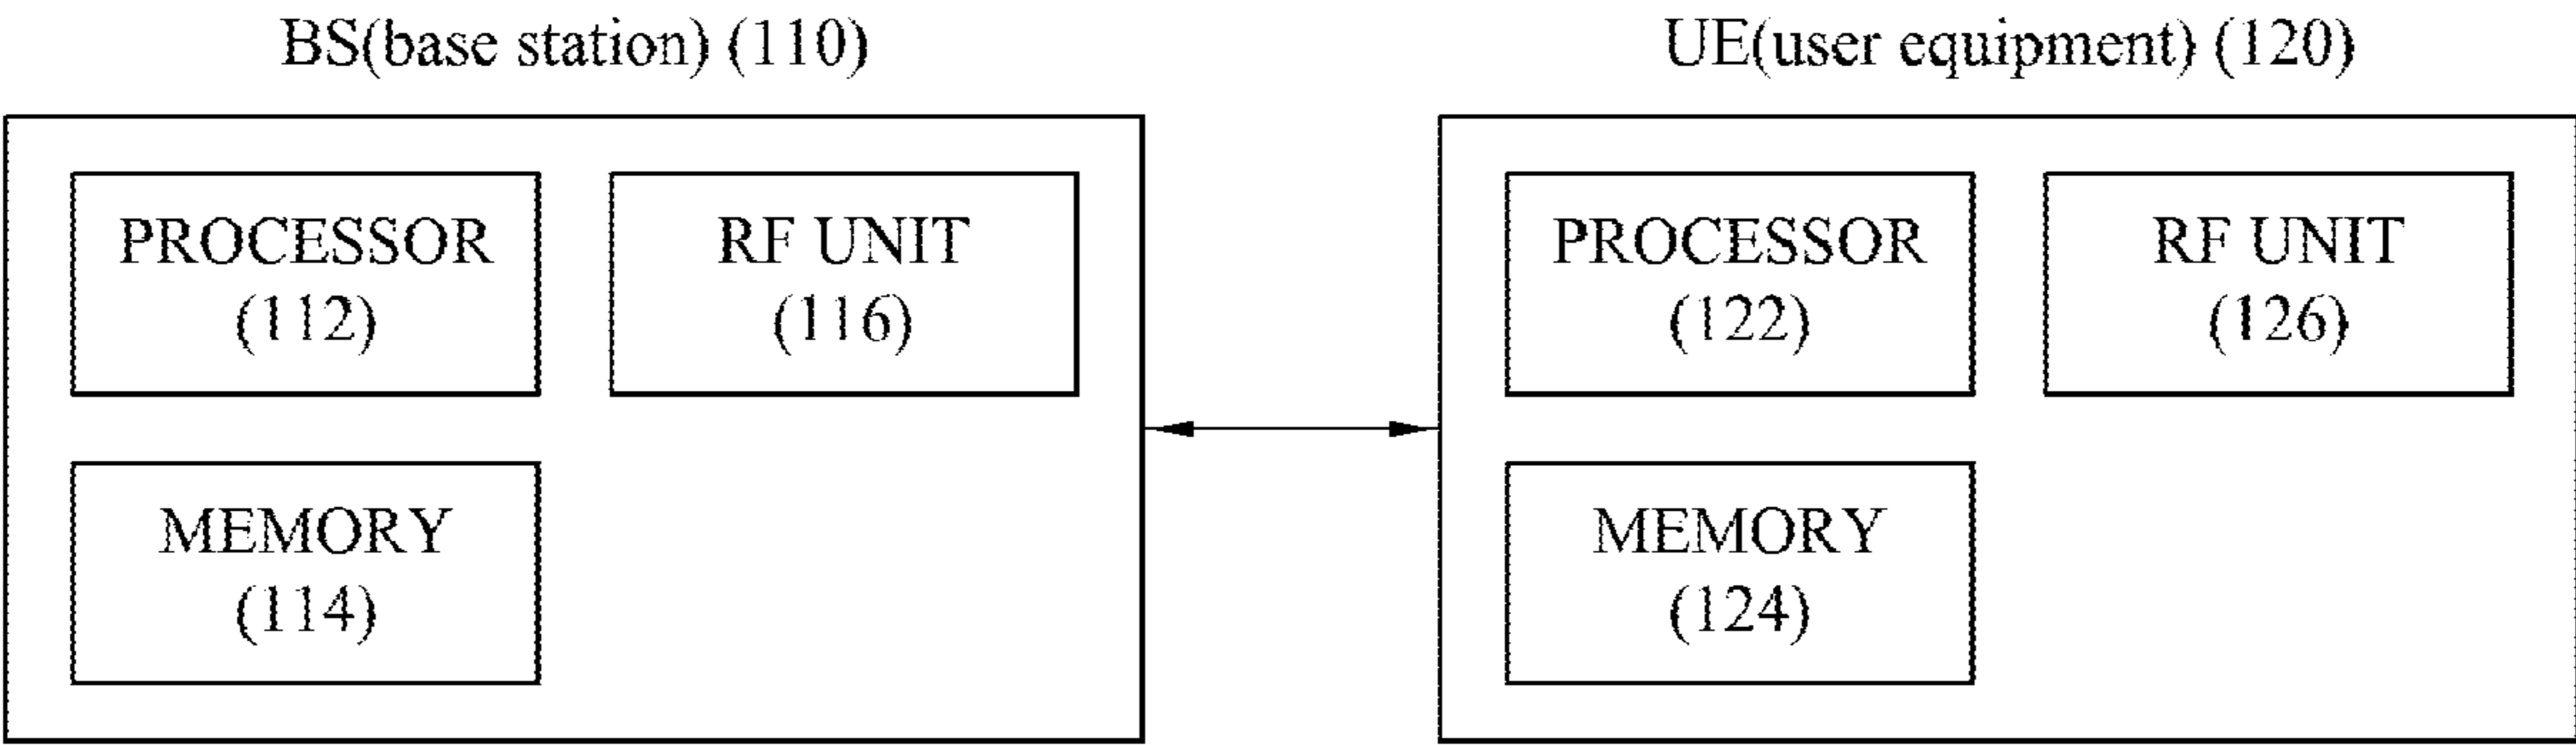 BS(base station) (110)
PROCESSOR
(112)
RF UNIT
(116)
MEMORY
(114)
UE(user equipment) (120)
PROCESSOR
(122)
RF UNIT
(126)
MEMORY
(124)